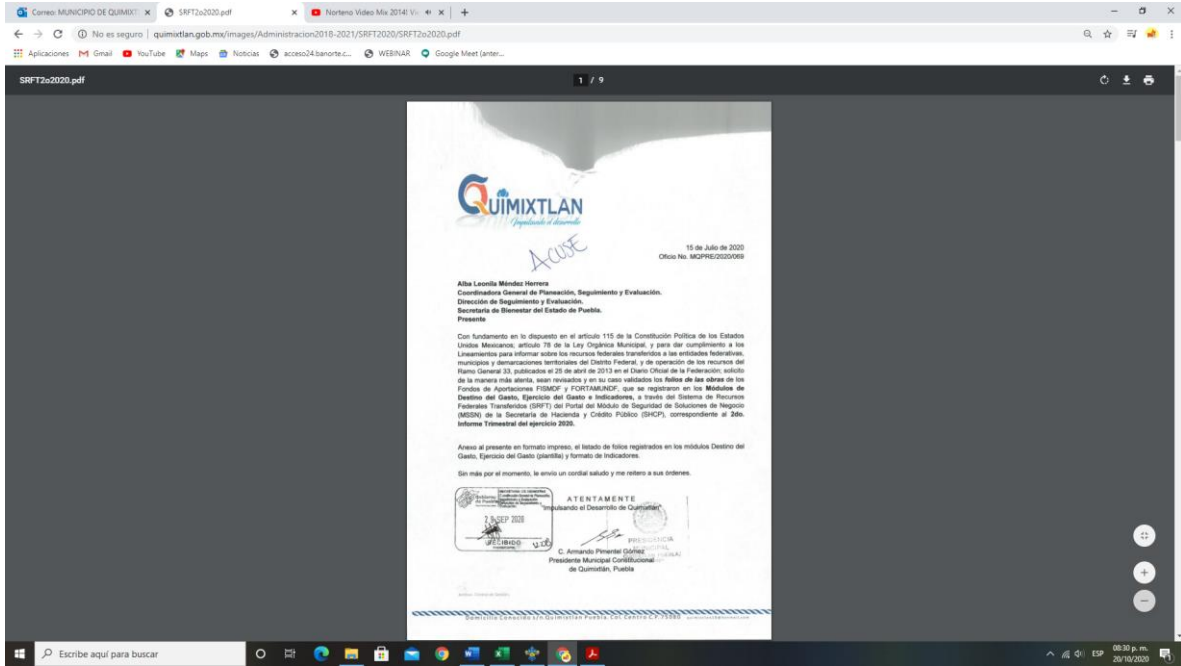 Correo: MUNICIPIO DE QUIMIXT
SRFT2o2020.pdf
Norteno Video Mix 2014! Vi
No es seguro | quimixtlan.gob.mx/images/Administracion2018-2021/SRFT2020/SRFT2o2020.pdf
Aplicaciones Gmail YouTube Maps Noticias acceso24.banorte.c... WEBINAR Google Meet (anter...
SRFT2o2020.pdf
1 / 9
QUIMIXTLAN
Impulsando el desarrollo
ACUSE
15 de Julio de 2020
Oficio No. MQPRE/2020/069
Alba Leonila Méndez Herrera
Coordinadora General de Planeación, Seguimiento y Evaluación.
Dirección de Seguimiento y Evaluación.
Secretaría de Bienestar del Estado de Puebla.
Presente
Con fundamento en lo dispuesto en el artículo 115 de la Constitución Política de los Estados
Unidos Mexicanos; artículo 78 de la Ley Orgánica Municipal, y para dar cumplimiento a los
Lineamientos para informar sobre los recursos federales transferidos a las entidades federativas,
municipios y demarcaciones territoriales del Distrito Federal, y de operación de los recursos del
Ramo General 33, publicados el 25 de abril de 2013 en el Diario Oficial de la Federación; solicito
de la manera más atenta, sean revisados y en su caso validados los folios de las obras de los
Fondos de Aportaciones FISMDF y FORTAMUNDF, que se registraron en los Módulos de
Destino del Gasto, Ejercicio del Gasto e Indicadores, a través del Sistema de Recursos
Federales Transferidos (SRFT) del Portal del Módulo de Seguridad de Soluciones de Negocio
(MSSN) de la Secretaría de Hacienda y Crédito Público (SHCP), correspondiente al 2do.
Informe Trimestral del ejercicio 2020.
Anexo al presente en formato impreso, el listado de folios registrados en los módulos Destino del
Gasto, Ejercicio del Gasto (plantilla) y formato de Indicadores.
Sin más por el momento, le envío un cordial saludo y me reitero a sus órdenes.
ATENTAMENTE
"Impulsando el Desarrollo de Quimixtlán"
SEP 2020
RECIBIDO
PRESIDENCIA
MUNICIPAL
C. Armando Pimentel Gómez
Presidente Municipal Constitucional
de Quimixtlán, Puebla
Domicilio Conocido s/n Quimixtlán Puebla. Col. Centro C.P.75080
Escribe aquí para buscar
ESP
08:30 p. m.
20/10/2020